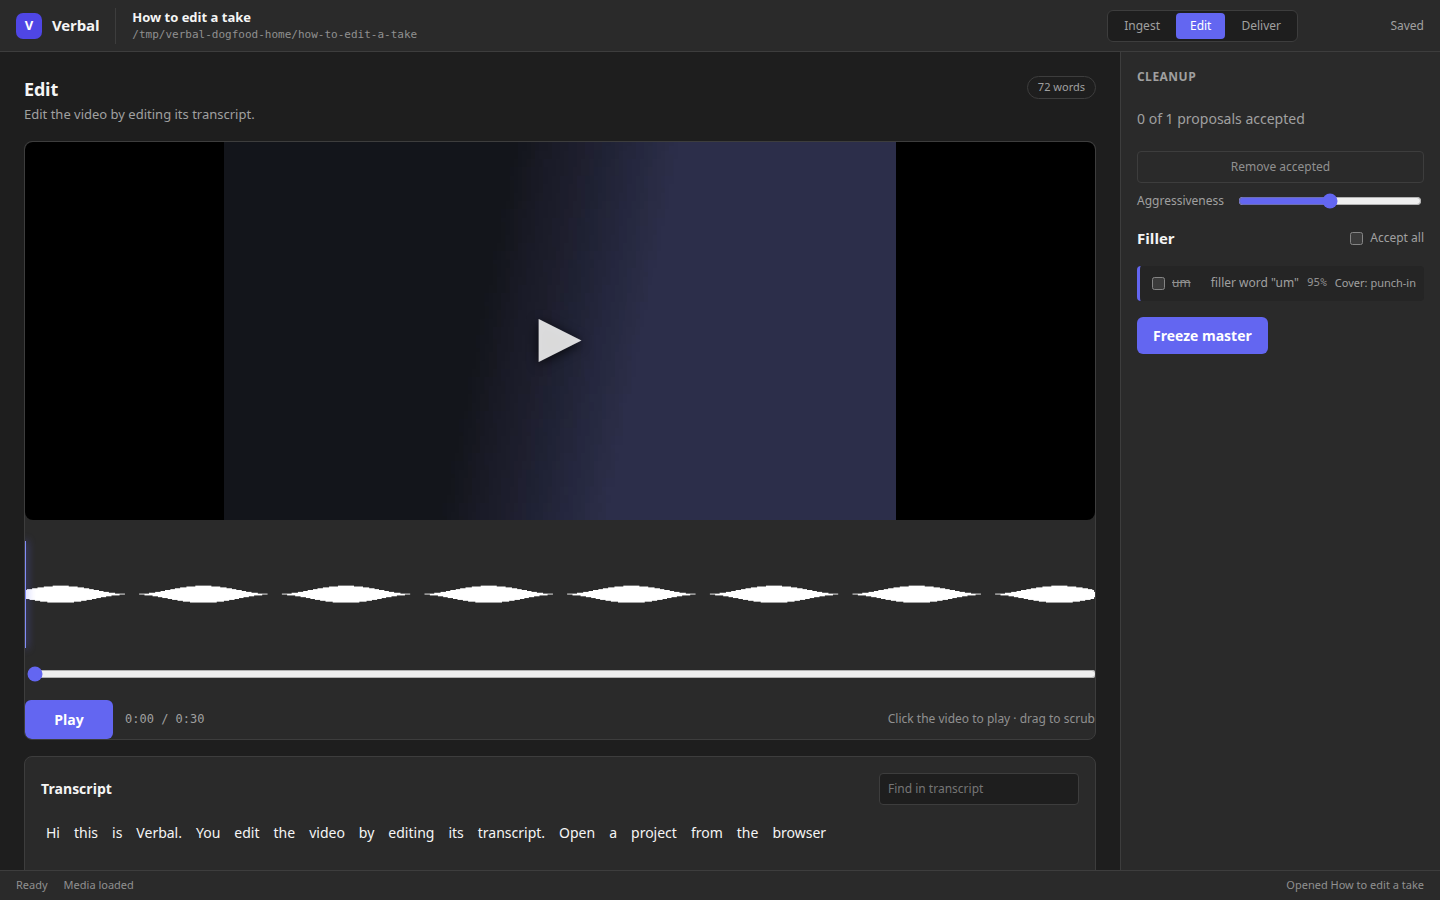 V Verbal
How to edit a take
/tmp/verbal-dogfood-home/how-to-edit-a-take
Ingest Edit Deliver
Saved
Edit
72 words
Edit the video by editing its transcript.
Play 0:00 / 0:30 Click the video to play · drag to scrub
Transcript Find in transcript
Hi this is Verbal. You edit the video by editing its transcript. Open a project from the browser
CLEANUP
0 of 1 proposals accepted
Remove accepted
Aggressiveness
Filler Accept all
um filler word "um" 95% Cover: punch-in
Freeze master
Ready Media loaded Opened How to edit a take